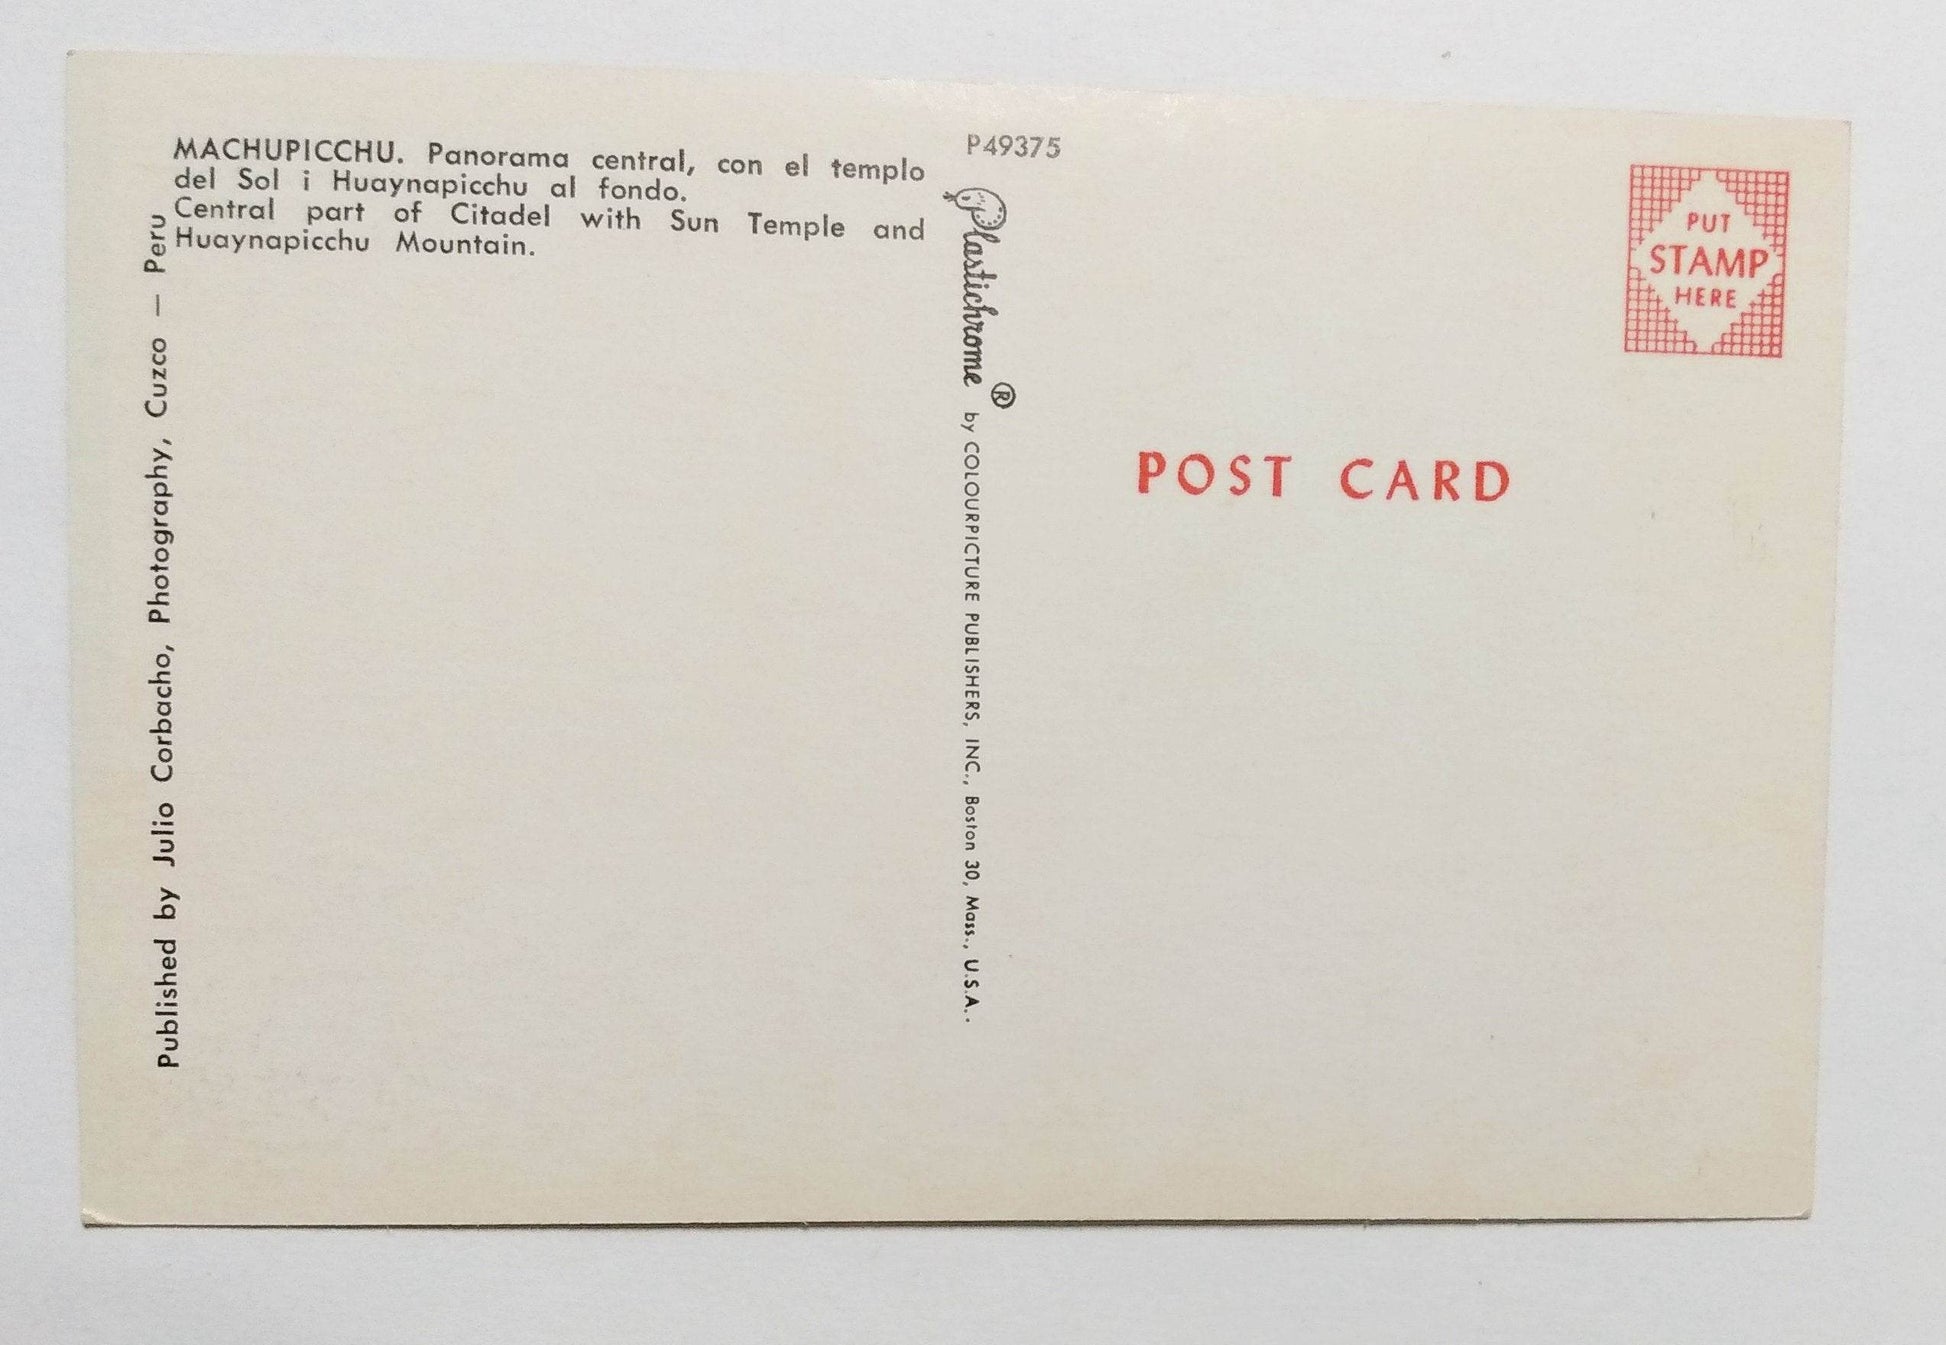 MACHUPICCHU. Panorama central, con el templo
del Sol i Huaynapicchu al fondo.
Central part of Citadel with Sun Temple and
Huaynapicchu Mountain.
Published by Julio Corbacho, Photography, Cuzco — Peru
P49375
Plastichrome ® by COLOURPICTURE PUBLISHERS, INC., Boston 30, Mass., U.S.A..
PUT
STAMP
HERE
POST CARD